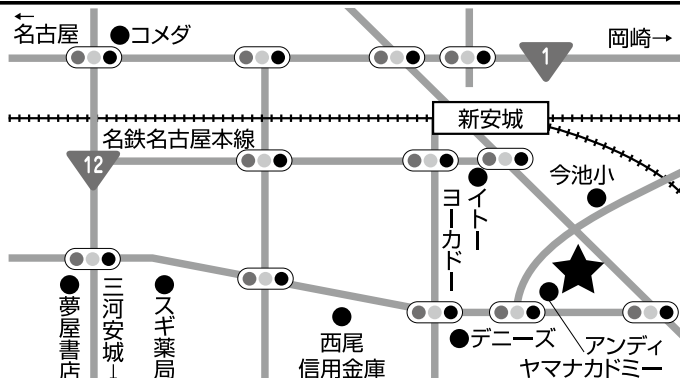 ←
名古屋
コメダ
岡崎→
1
新安城
名鉄名古屋本線
12
今池小
イトー
ヨーカドー
夢屋書店
三河安城→
スギ薬局
西尾
信用金庫
デニーズ
アンディ
ヤマナカドミー